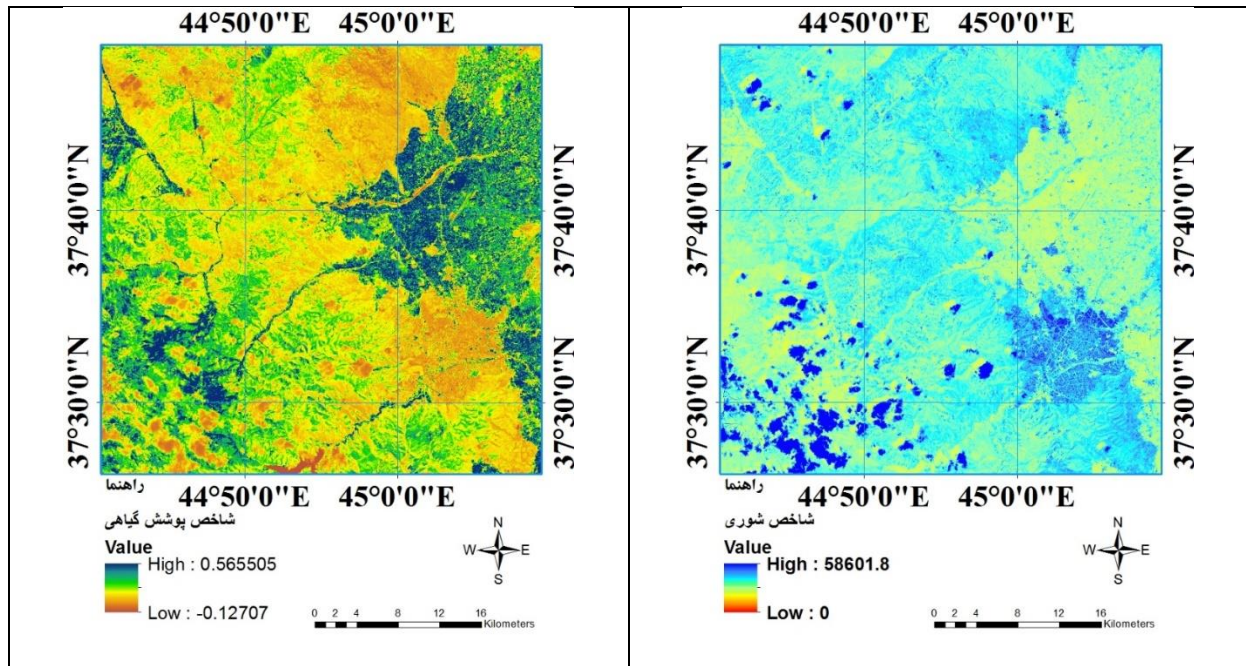 44°50'0"E 45°0'0"E
37°40'0"N 37°40'0"N
37°30'0"N 37°30'0"N
44°50'0"E 45°0'0"E
راهنما
شاخص پوشش گیاهی
Value
High : 0.565505
Low : -0.12707
N
W E
S
0 2 4 8 12 16
Kilometers
44°50'0"E 45°0'0"E
37°40'0"N 37°40'0"N
37°30'0"N 37°30'0"N
44°50'0"E 45°0'0"E
راهنما
شاخص شوری
Value
High : 58601.8
Low : 0
N
W E
S
0 2 4 8 12 16
Kilometers